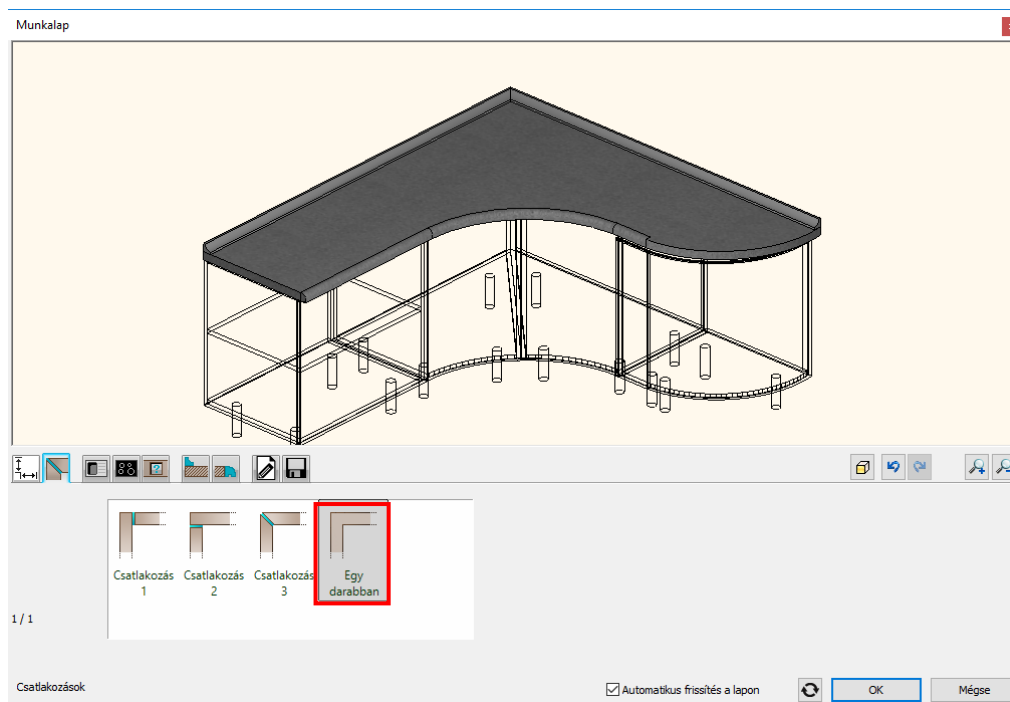 Munkalap
Csatlakozás Csatlakozás Csatlakozás Egy
1 2 3 darabban
1 / 1
Csatlakozások
Automatikus frissítés a lapon
OK
Mégse